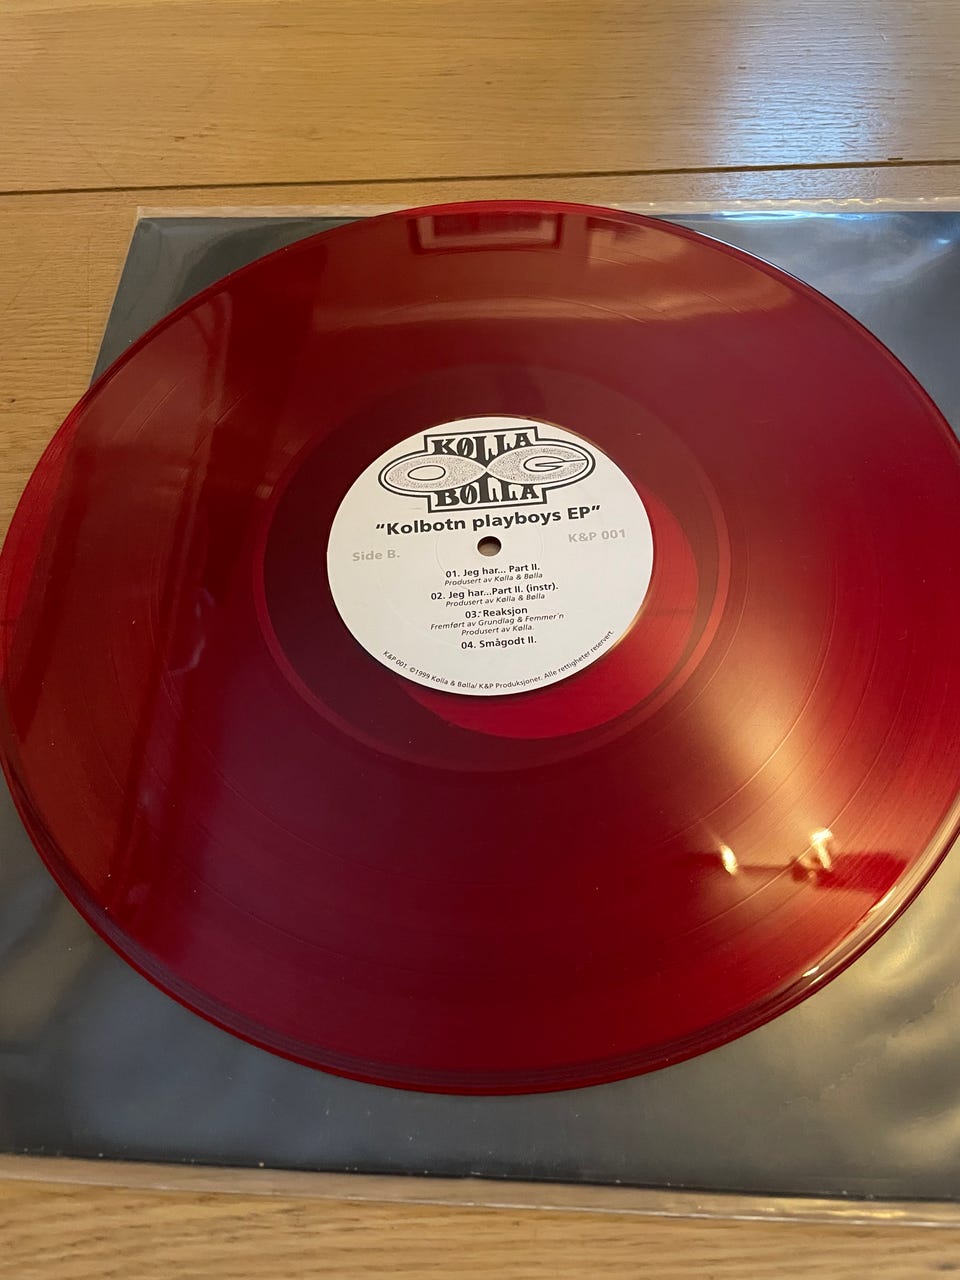 KØLLA
OG
BØLLA
"Kolbotn playboys EP"
Side B.
K&P 001
01. Jeg har... Part II.
Produsert av Kølla & Bølla
02. Jeg har...Part II. (instr).
Produsert av Kølla & Bølla
03. Reaksjon
Fremført av Grundlag & Femmer'n
Produsert av Kølla
04. Smågodt II.
K&P 001 ©1999 Kølla & Bølla/ K&P Produksjoner. Alle rettigheter reservert.